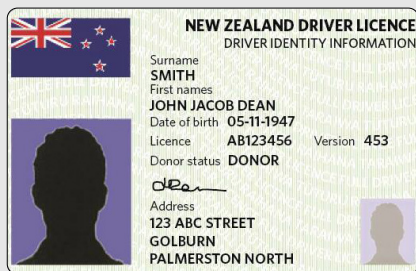 NEW ZEALAND DRIVER LICENCE
DRIVER IDENTITY INFORMATION
Surname
SMITH
First names
JOHN JACOB DEAN
Date of birth 05-11-1947
Licence AB123456 Version 453
Donor status DONOR
Address
123 ABC STREET
GOLBURN
PALMERSTON NORTH